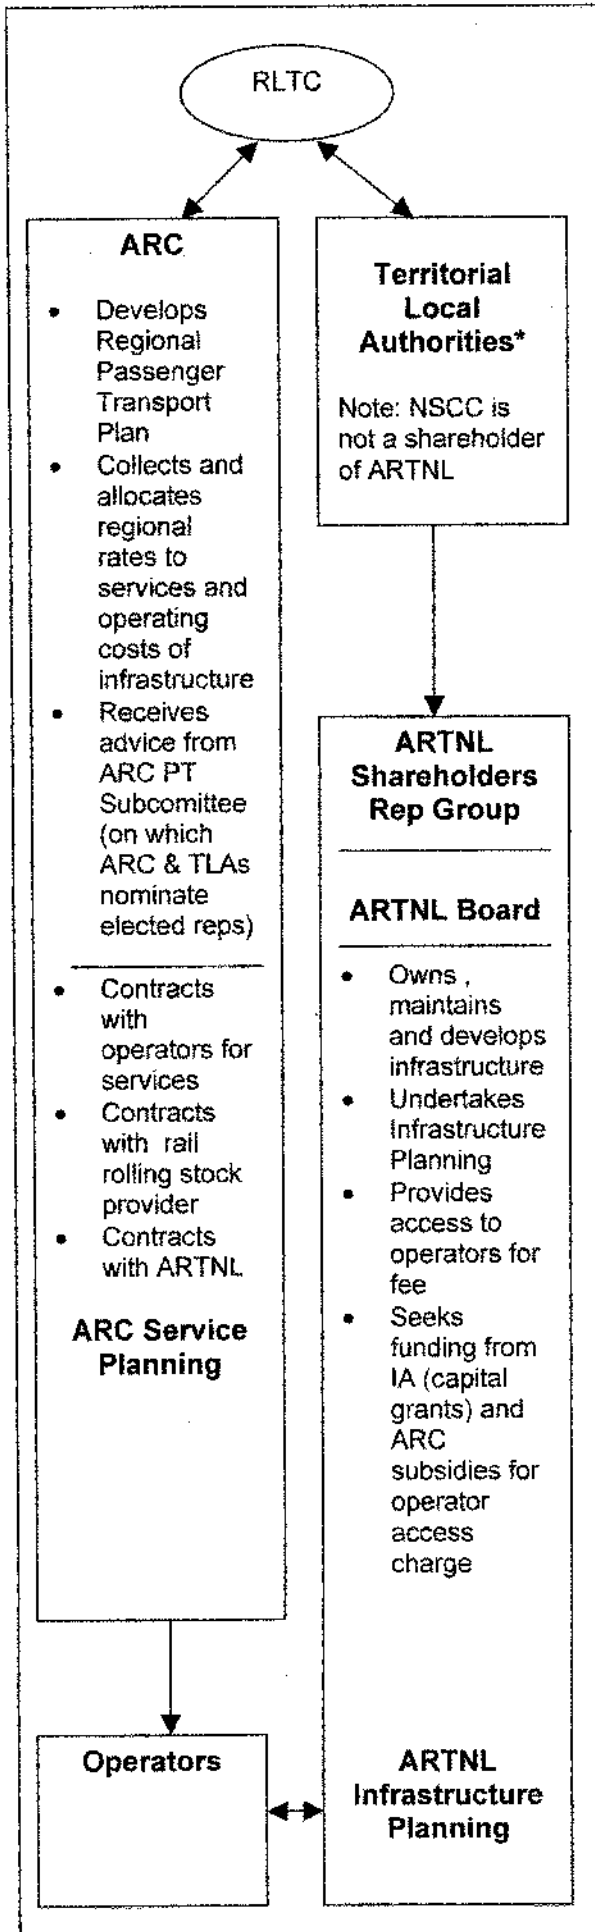 RLTC
ARC
• Develops
Regional
Passenger
Transport
Plan
• Collects and
allocates
regional
rates to
services and
operating
costs of
infrastructure
• Receives
advice from
ARC PT
Subcomittee
(on which
ARC & TLAs
nominate
elected reps)
• Contracts
with
operators for
services
• Contracts
with rail
rolling stock
provider
• Contracts
with ARTNL
ARC Service
Planning
Operators
Territorial
Local
Authorities*
Note: NSCC is
not a shareholder
of ARTNL
ARTNL
Shareholders
Rep Group
ARTNL Board
• Owns ,
maintains
and develops
infrastructure
• Undertakes
Infrastructure
Planning
• Provides
access to
operators for
fee
• Seeks
funding from
IA (capital
grants) and
ARC
subsidies for
operator
access
charge
ARTNL
Infrastructure
Planning